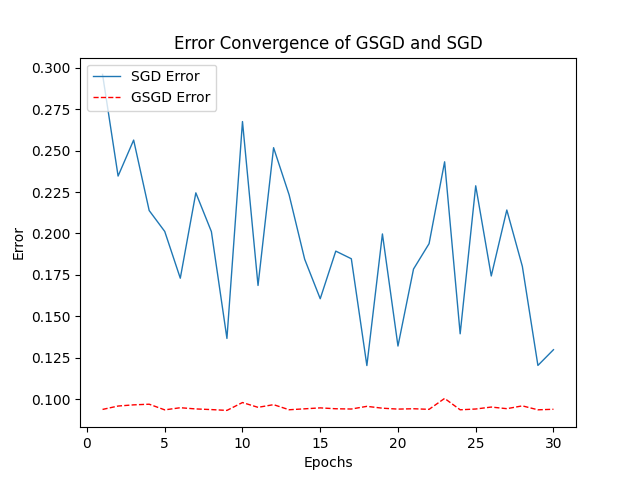 Error Convergence of GSGD and SGD
SGD Error
GSGD Error
0.300
0.275
0.250
0.225
0.200
0.175
0.150
0.125
0.100
Error
0 5 10 15 20 25 30
Epochs